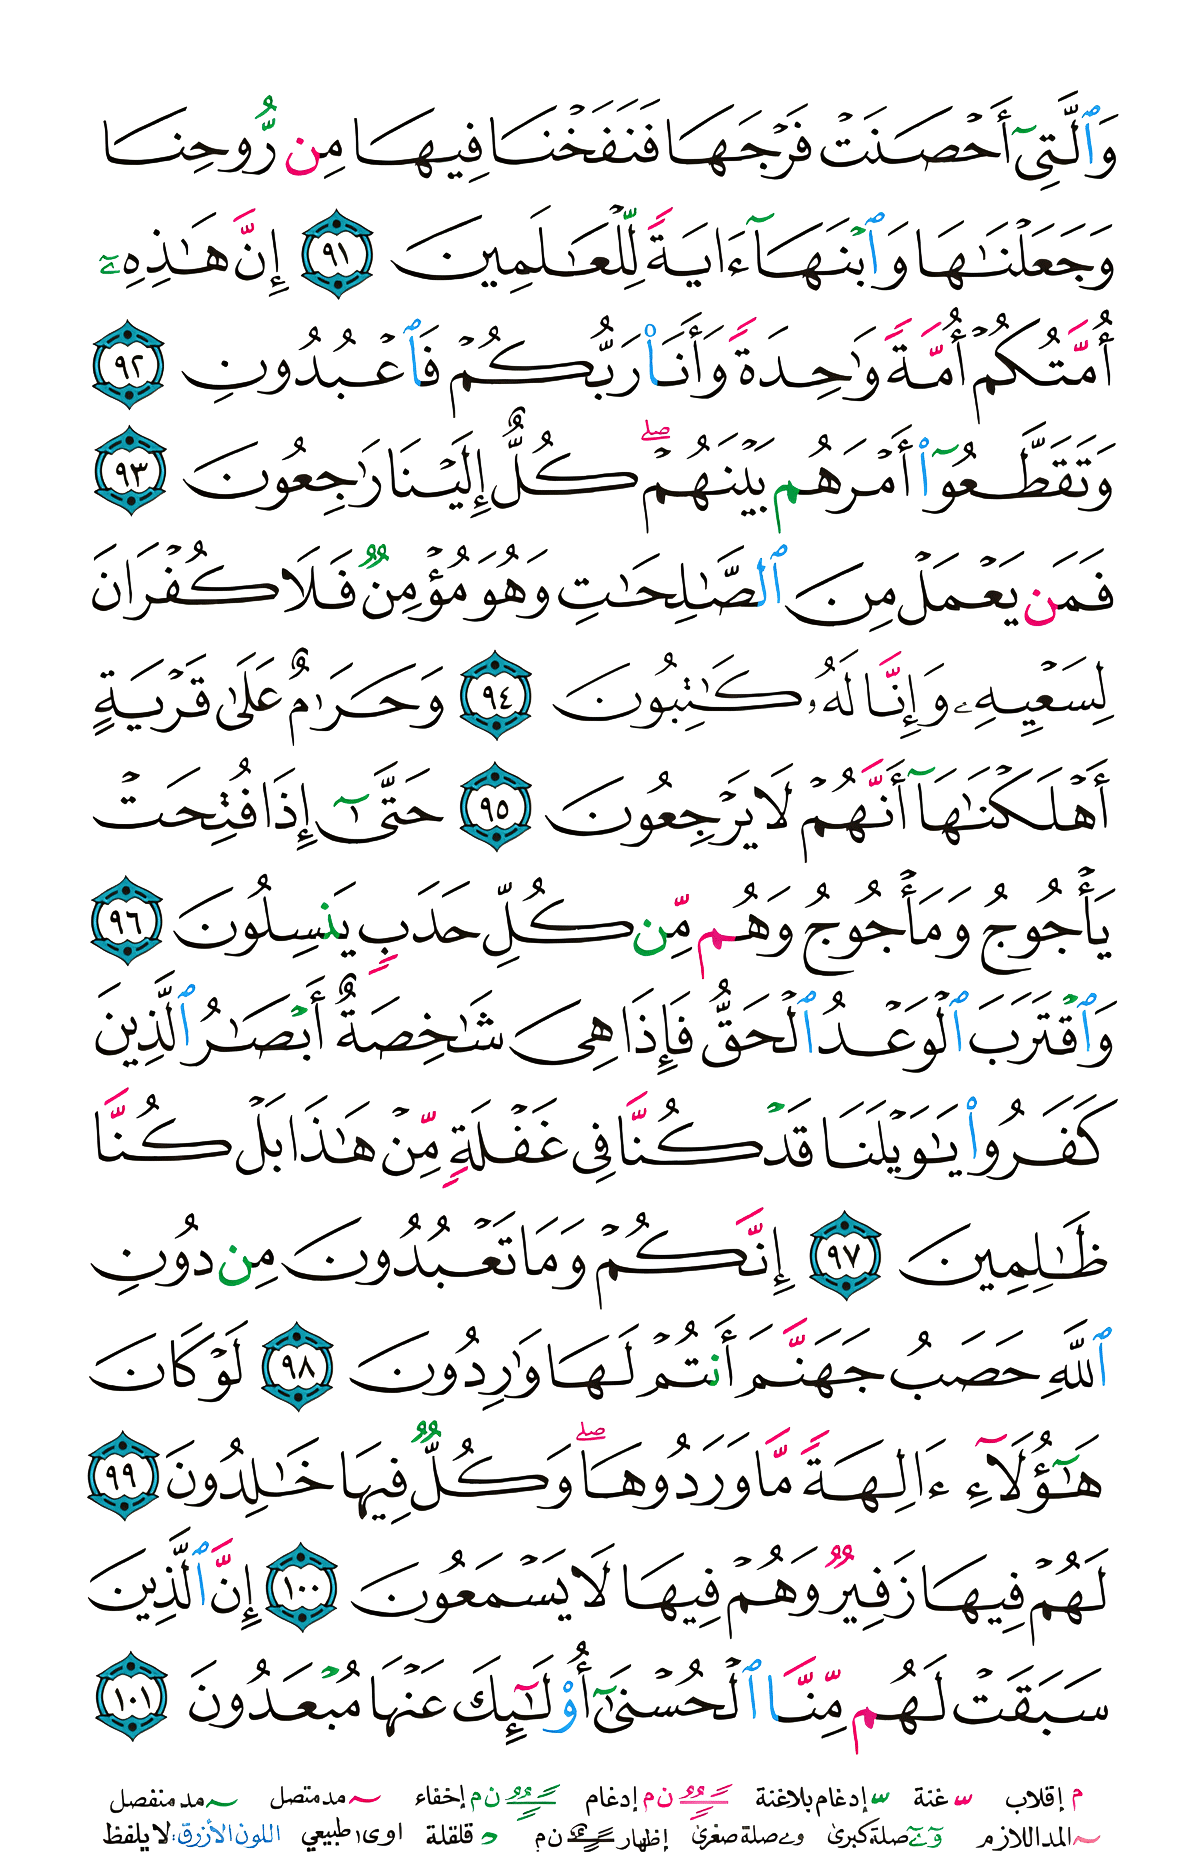 وَٱلَّتِىٓ أَحْصَنَتْ فَرْجَهَا فَنَفَخْنَا فِيهَا مِن رُّوحِنَا
وَجَعَلْنَٰهَا وَٱبْنَهَآ ءَايَةً لِّلْعَٰلَمِينَ ٩١ إِنَّ هَٰذِهِۦٓ
أُمَّتُكُمْ أُمَّةً وَٰحِدَةً وَأَنَا۠ رَبُّكُمْ فَٱعْبُدُونِ ٩٢
وَتَقَطَّعُوٓا۟ أَمْرَهُم بَيْنَهُمْ ۖ كُلٌّ إِلَيْنَا رَٰجِعُونَ ٩٣
فَمَن يَعْمَلْ مِنَ ٱلصَّٰلِحَٰتِ وَهُوَ مُؤْمِنٌ فَلَا كُفْرَانَ
لِسَعْيِهِۦ وَإِنَّا لَهُۥ كَٰتِبُونَ ٩٤ وَحَرَٰمٌ عَلَىٰ قَرْيَةٍ
أَهْلَكْنَٰهَآ أَنَّهُمْ لَا يَرْجِعُونَ ٩٥ حَتَّىٰٓ إِذَا فُتِحَتْ
يَأْجُوجُ وَمَأْجُوجُ وَهُم مِّن كُلِّ حَدَبٍ يَنسِلُونَ ٩٦
وَٱقْتَرَبَ ٱلْوَعْدُ ٱلْحَقُّ فَإِذَا هِىَ شَٰخِصَةٌ أَبْصَٰرُ ٱلَّذِينَ
كَفَرُوا۟ يَٰوَيْلَنَا قَدْ كُنَّا فِى غَفْلَةٍ مِّنْ هَٰذَا بَلْ كُنَّا
ظَٰلِمِينَ ٩٧ إِنَّكُمْ وَمَا تَعْبُدُونَ مِن دُونِ
ٱللَّهِ حَصَبُ جَهَنَّمَ أَنتُمْ لَهَا وَٰرِدُونَ ٩٨ لَوْ كَانَ
هَٰٓؤُلَآءِ ءَالِهَةً مَّا وَرَدُوهَا ۖ وَكُلٌّ فِيهَا خَٰلِدُونَ ٩٩
لَهُمْ فِيهَا زَفِيرٌ وَهُمْ فِيهَا لَا يَسْمَعُونَ ١٠٠ إِنَّ ٱلَّذِينَ
سَبَقَتْ لَهُم مِّنَّا ٱلْحُسْنَىٰٓ أُو۟لَٰٓئِكَ عَنْهَا مُبْعَدُونَ ١٠١
م إقلاب ّ غنة ّ إدغام بلاغنة ن م إدغام ن م إخفاء ٓ مد متصل ٓ مد منفصل
ٓ المد اللازم صلة كبرى و ے صلة صغرى إظهار ن م قلقلة اوى طبيعي اللون الأزرق: لا يلفظ